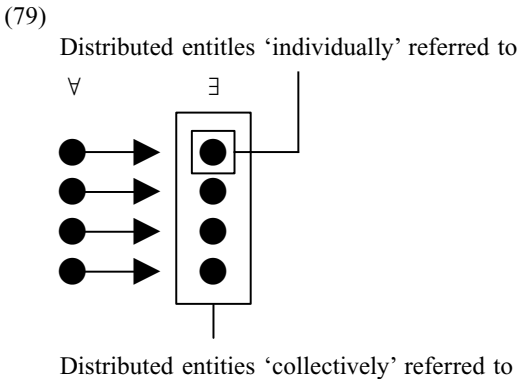 (79)
Distributed entitles ‘individually’ referred to
∀ ∃
Distributed entities ‘collectively’ referred to